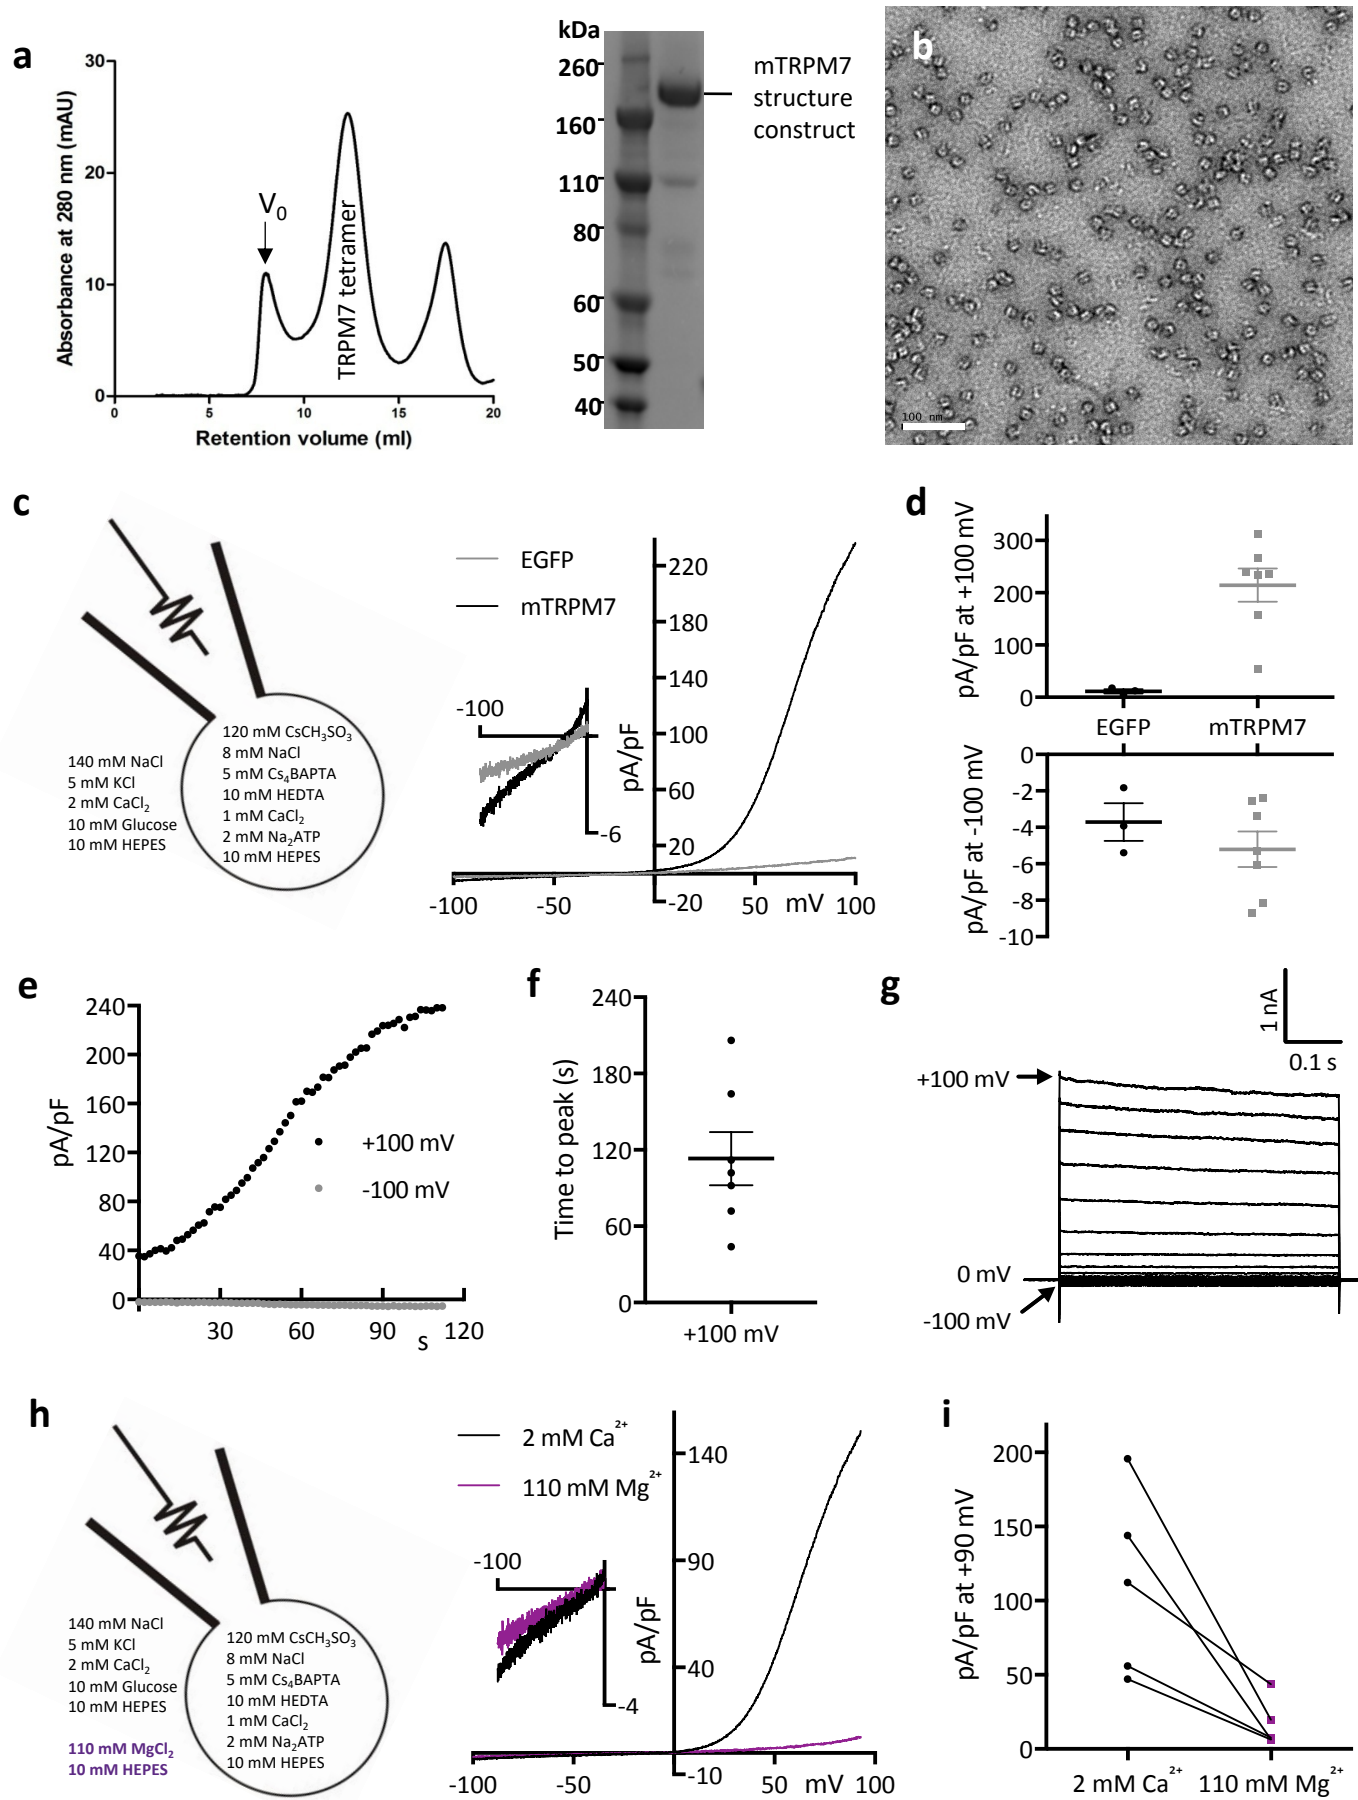 a
30
20
10
0
Absorbance at 280 nm (mAU)
V0
TRPM7 tetramer
0
5
10
15
20
Retention volume (ml)
kDa
260
160
110
80
60
50
40
mTRPM7
structure
construct
b
100 nm
c
140 mM NaCl
5 mM KCl
2 mM CaCl2
10 mM Glucose
10 mM HEPES
120 mM CsCH3SO3
8 mM NaCl
5 mM Cs4BAPTA
10 mM HEDTA
1 mM CaCl2
2 mM Na2ATP
10 mM HEPES
EGFP
mTRPM7
-100
-6
pA/pF
220
180
140
100
60
20
-20
-100
-50
50
mV
100
d
pA/pF at +100 mV
300
200
100
0
EGFP
mTRPM7
pA/pF at -100 mV
0
-2
-4
-6
-8
-10
e
pA/pF
240
200
160
120
80
40
0
+100 mV
-100 mV
30
60
90
s
120
f
Time to peak (s)
240
180
120
60
0
+100 mV
g
1 nA
0.1 s
+100 mV
0 mV
-100 mV
h
140 mM NaCl
5 mM KCl
2 mM CaCl2
10 mM Glucose
10 mM HEPES
110 mM MgCl2
10 mM HEPES
120 mM CsCH3SO3
8 mM NaCl
5 mM Cs4BAPTA
10 mM HEDTA
1 mM CaCl2
2 mM Na2ATP
10 mM HEPES
2 mM Ca2+
110 mM Mg2+
-100
-4
pA/pF
140
90
40
-10
-100
-50
50
mV
100
i
pA/pF at +90 mV
200
150
100
50
0
2 mM Ca2+
110 mM Mg2+